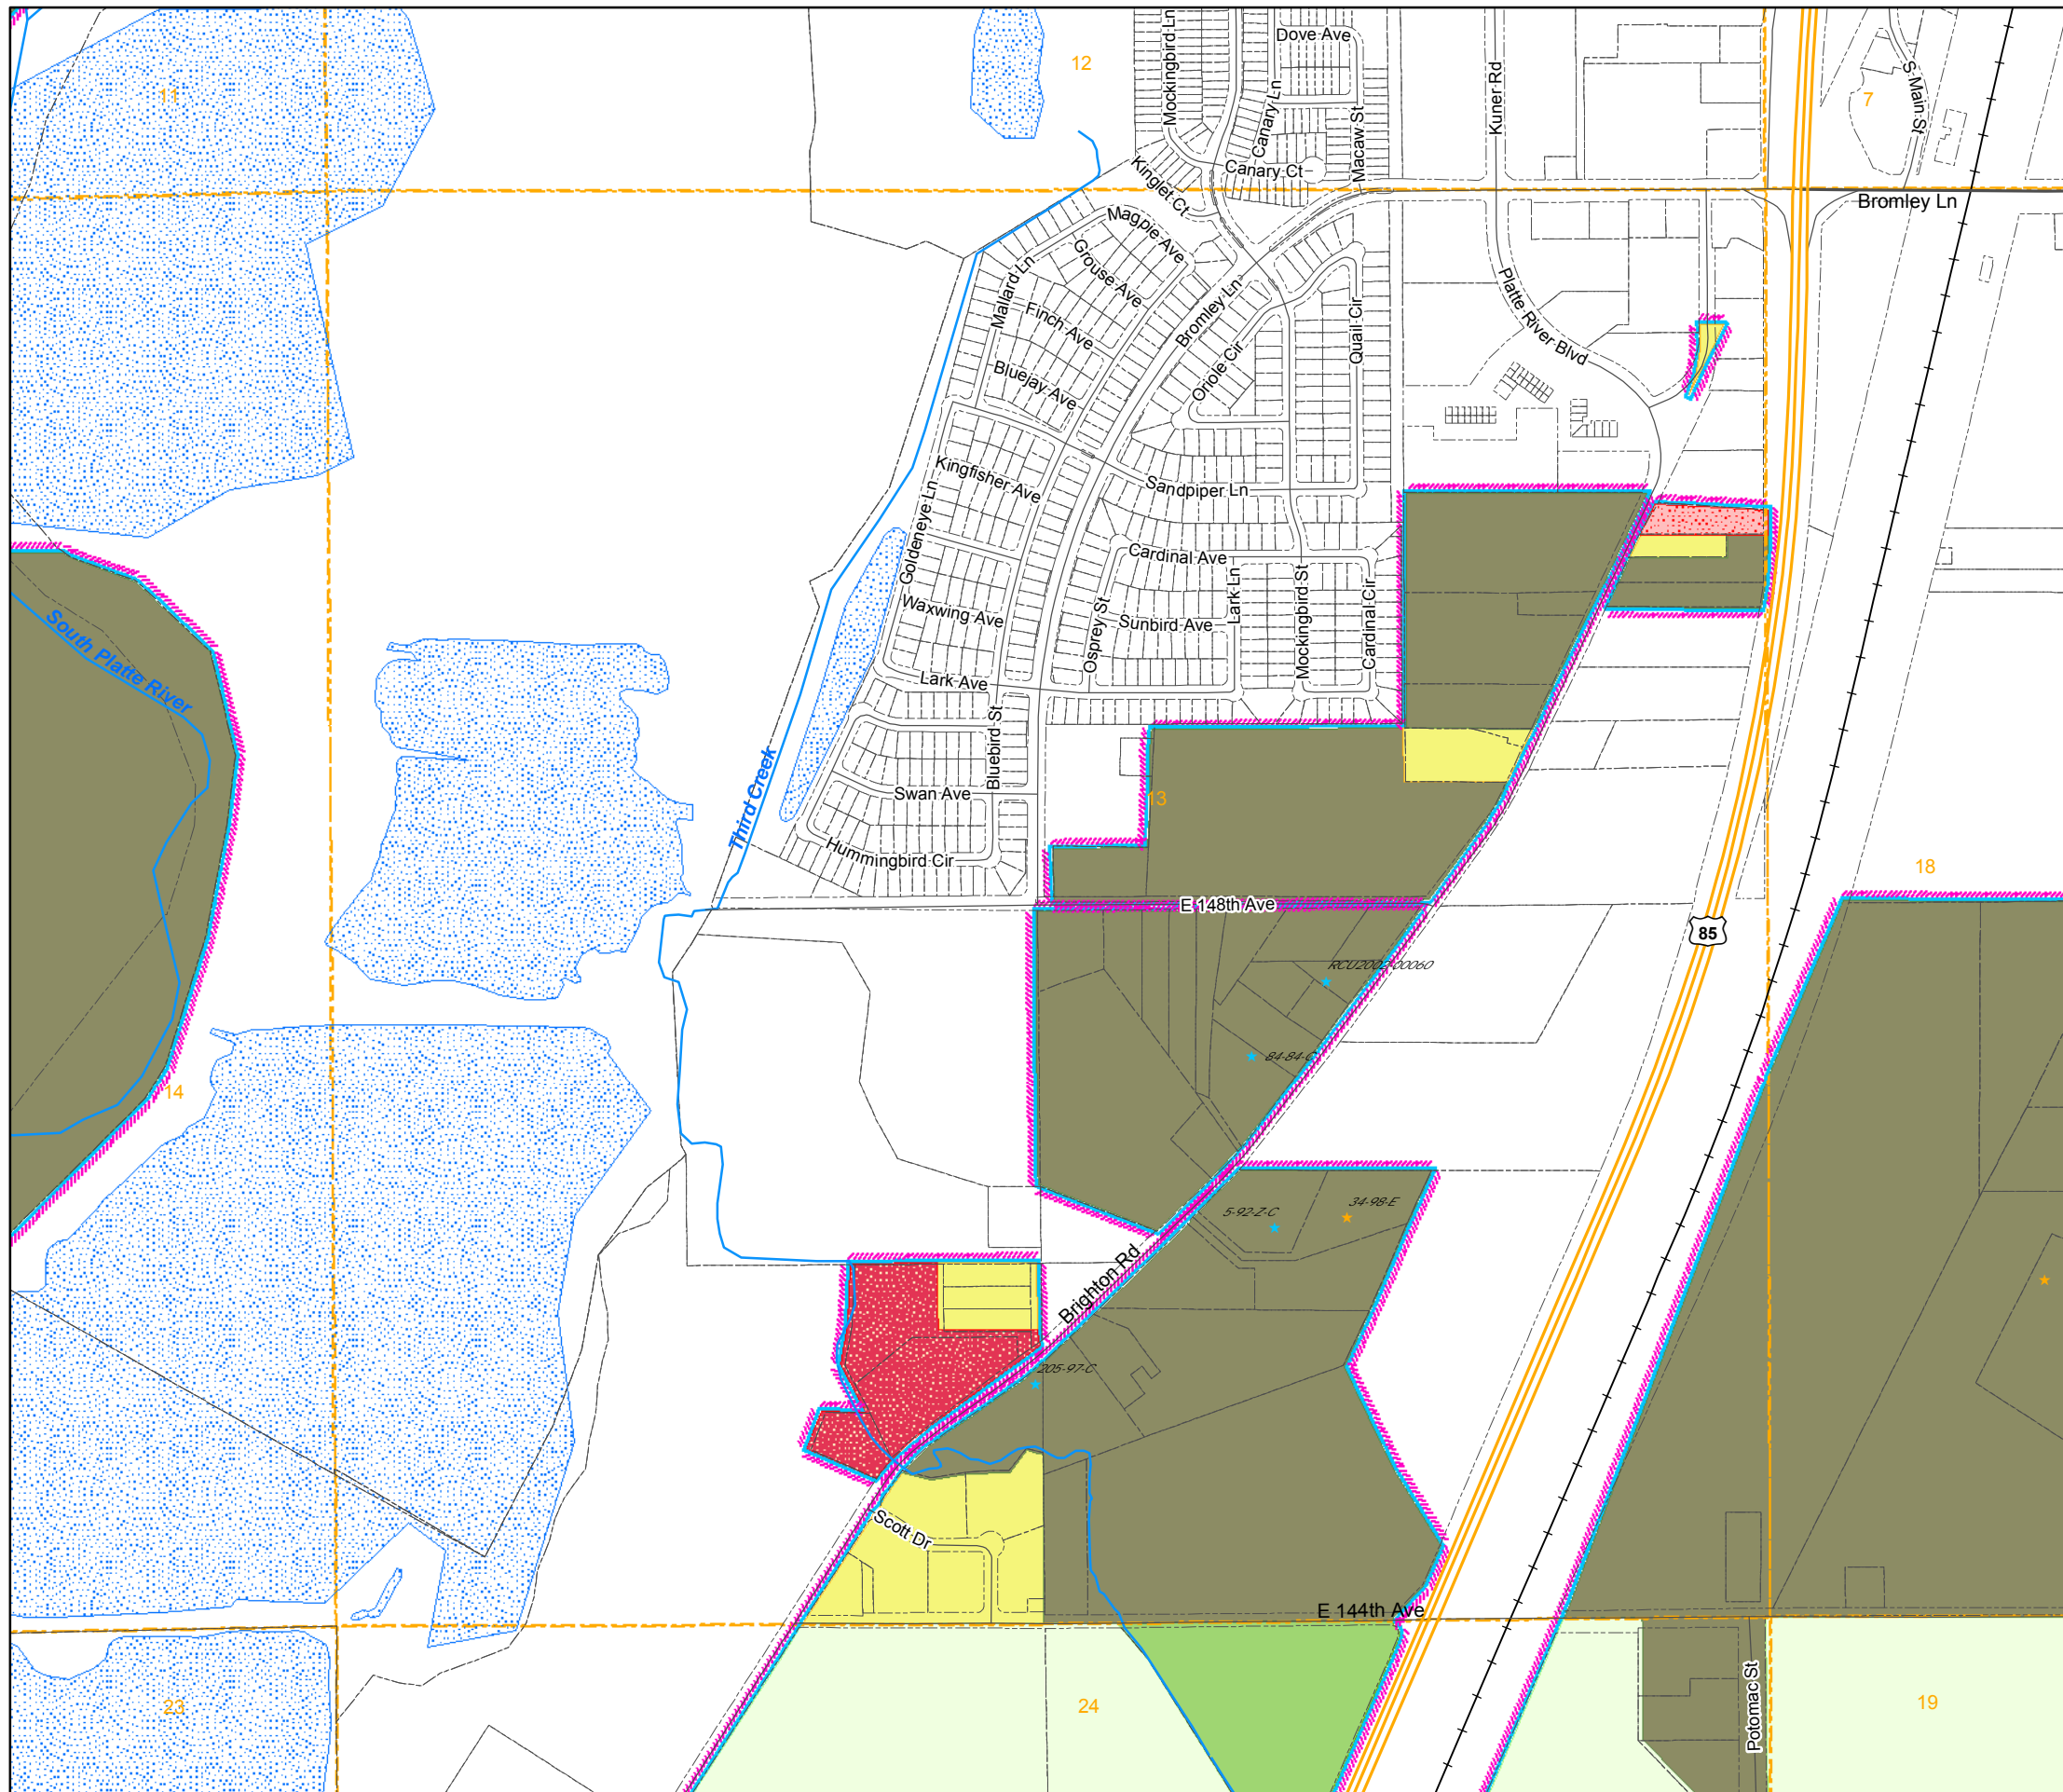 Mockingbird Ln
Dove Ave
12
11
7
S Main St
Kuner Rd
Canary Ln
Macaw St
Canary Ct
Kinglet Ct
Bromley Ln
Magpie Ave
Grouse Ave
Mallard Ln
Finch Ave
Bromley Ln
Platte River Blvd
Quail Cir
Oriole Cir
Bluejay Ave
Kingfisher Ave
Sandpiper Ln
Goldeneye Ln
Cardinal Ave
Lark Ln
Mockingbird St
Cardinal Cir
Waxwing Ave
Osprey St
Sunbird Ave
South Platte River
Lark Ave
Bluebird St
Third Creek
Swan Ave
13
Hummingbird Cir
18
E 148th Ave
85
RCU2002-00060
84-84-C
14
34-98-E
5-92-Z-C
Brighton Rd
205-97-C
Scott Dr
E 144th Ave
Potomac St
23
24
19